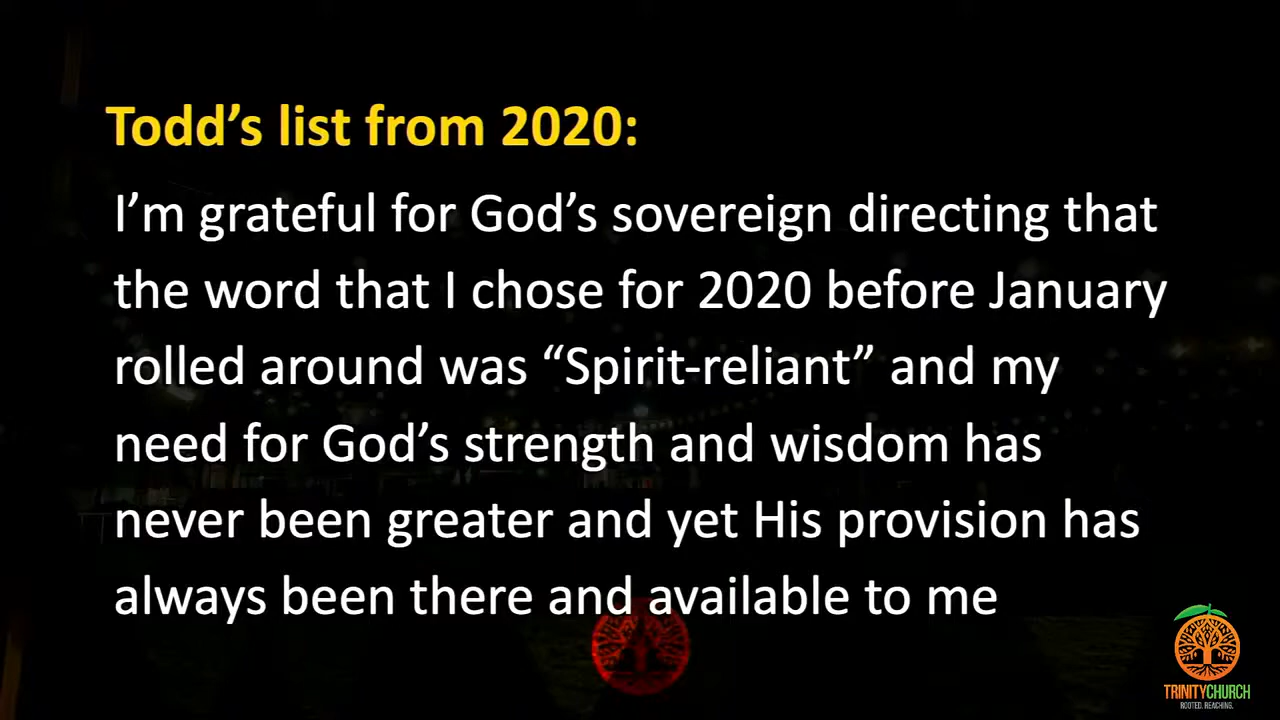 Todd’s list from 2020:
I’m grateful for God’s sovereign directing that
the word that I chose for 2020 before January
rolled around was “Spirit-reliant” and my
need for God’s strength and wisdom has
never been greater and yet His provision has
always been there and available to me
TRINITYCHURCH
ROOTED. REACHING.